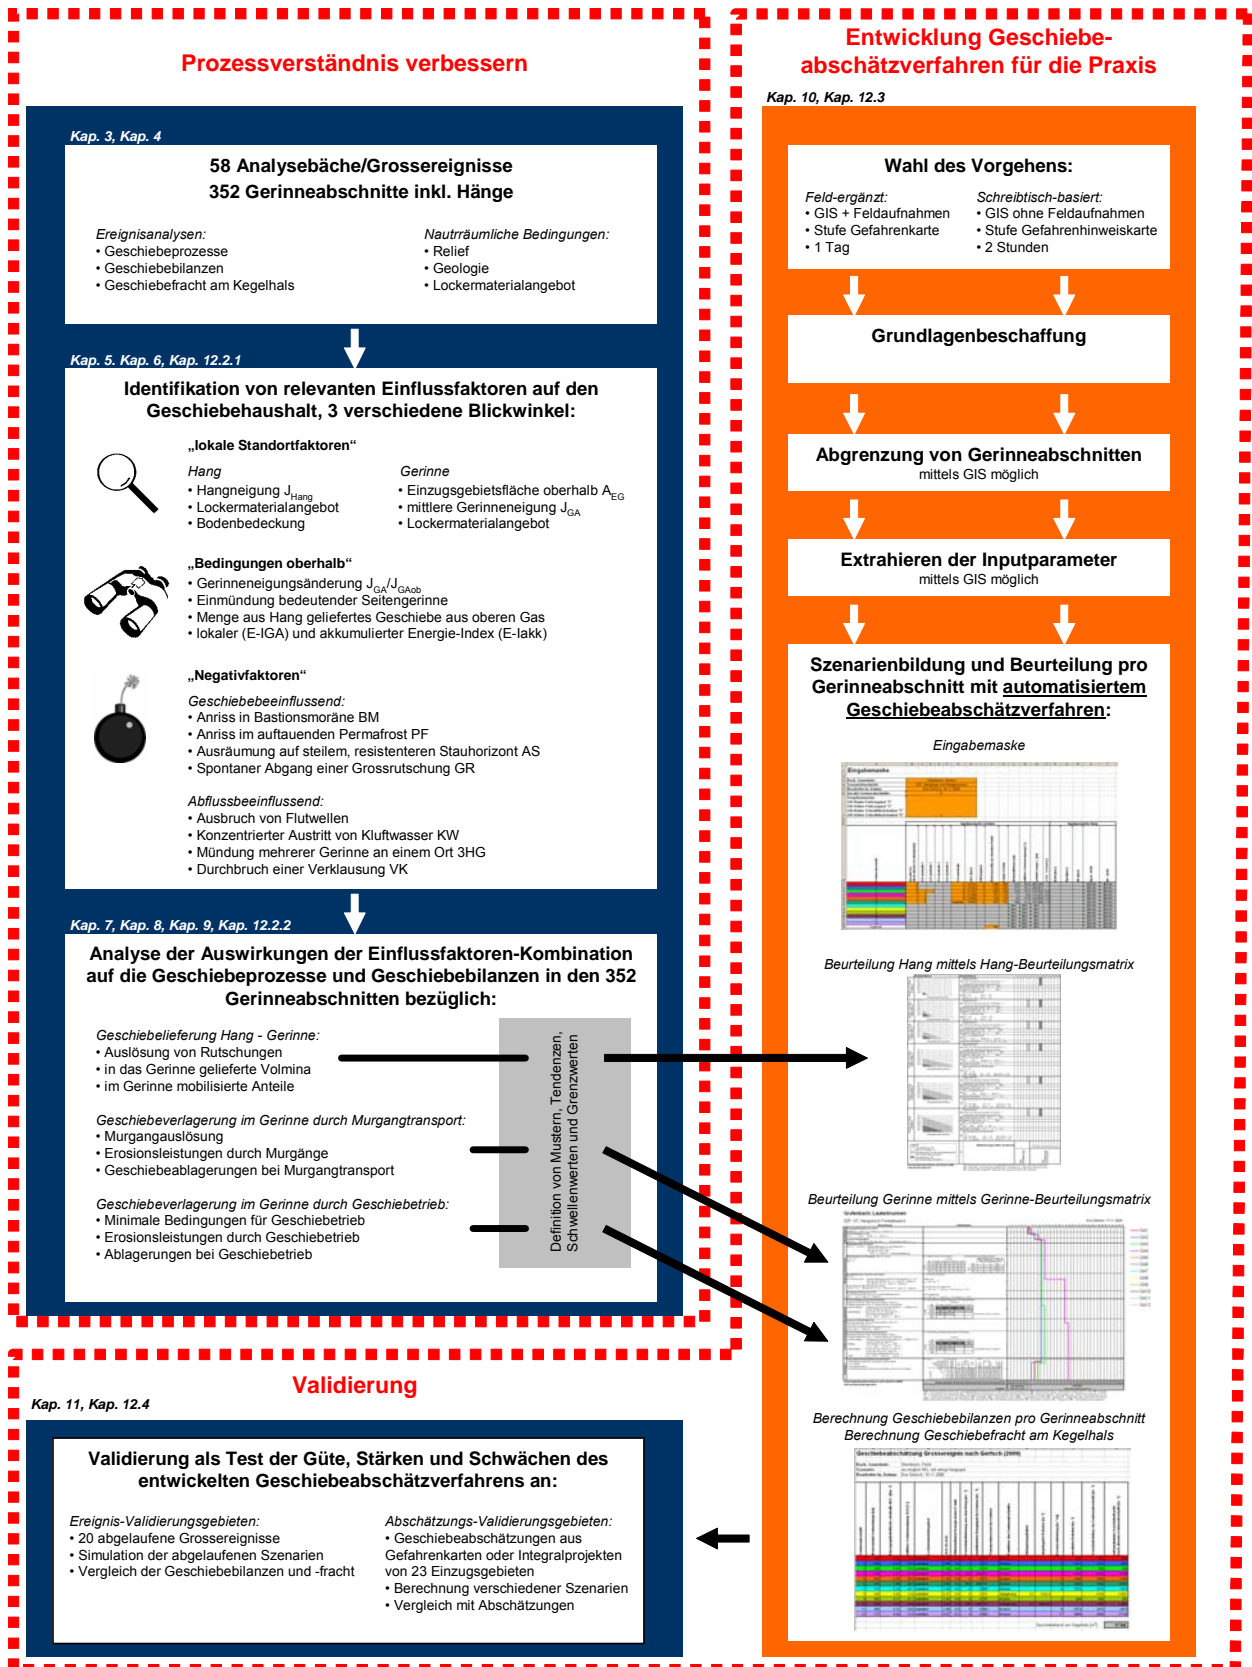 Prozessverständnis verbessern
Kap. 3, Kap. 4
58 Analysebäche/Grossereignisse
352 Gerinneabschnitte inkl. Hänge
Ereignisanalysen:
• Geschiebeprozesse
• Geschiebebilanzen
• Geschiebefracht am Kegelhals
Nautrräumliche Bedingungen:
• Relief
• Geologie
• Lockermaterialangebot
Kap. 5. Kap. 6, Kap. 12.2.1
Identifikation von relevanten Einflussfaktoren auf den
Geschiebehaushalt, 3 verschiedene Blickwinkel:
„lokale Standortfaktoren“
Hang
• Hangneigung JHang
• Lockermaterialangebot
• Bodenbedeckung
Gerinne
• Einzugsgebietsfläche oberhalb AEG
• mittlere Gerinneneigung JGA
• Lockermaterialangebot
„Bedingungen oberhalb“
• Gerinneneigungsänderung JGA/JGAob
• Einmündung bedeutender Seitengerinne
• Menge aus Hang geliefertes Geschiebe aus oberen Gas
• lokaler (E-IGA) und akkumulierter Energie-Index (E-Iakk)
„Negativfaktoren“
Geschiebebeeinflussend:
• Anriss in Bastionsmoräne BM
• Anriss im auftauenden Permafrost PF
• Ausräumung auf steilem, resistenteren Stauhorizont AS
• Spontaner Abgang einer Grossrutschung GR
Abflussbeeinflussend:
• Ausbruch von Flutwellen
• Konzentrierter Austritt von Kluftwasser KW
• Mündung mehrerer Gerinne an einem Ort 3HG
• Durchbruch einer Verklausung VK
Kap. 7, Kap. 8, Kap. 9, Kap. 12.2.2
Analyse der Auswirkungen der Einflussfaktoren-Kombination
auf die Geschiebeprozesse und Geschiebebilanzen in den 352
Gerinneabschnitten bezüglich:
Geschiebelieferung Hang - Gerinne:
• Auslösung von Rutschungen
• in das Gerinne gelieferte Volmina
• im Gerinne mobilisierte Anteile
Geschiebeverlagerung im Gerinne durch Murgangtransport:
• Murgangauslösung
• Erosionsleistungen durch Murgänge
• Geschiebeablagerungen bei Murgangtransport
Geschiebeverlagerung im Gerinne durch Geschiebetrieb:
• Minimale Bedingungen für Geschiebetrieb
• Erosionsleistungen durch Geschiebetrieb
• Ablagerungen bei Geschiebetrieb
Definition von Mustern, Tendenzen,
Schwellenwerten und Grenzwerten
Entwicklung Geschiebe-
abschätzverfahren für die Praxis
Kap. 10, Kap. 12.3
Wahl des Vorgehens:
Feld-ergänzt:
• GIS + Feldaufnahmen
• Stufe Gefahrenkarte
• 1 Tag
Schreibtisch-basiert:
• GIS ohne Feldaufnahmen
• Stufe Gefahrenhinweiskarte
• 2 Stunden
Grundlagenbeschaffung
Abgrenzung von Gerinneabschnitten
mittels GIS möglich
Extrahieren der Inputparameter
mittels GIS möglich
Szenarienbildung und Beurteilung pro
Gerinneabschnitt mit automatisiertem
Geschiebeabschätzverfahren:
Eingabemaske
Eingabemaske
Beurteilung Hang mittels Hang-Beurteilungsmatrix
Beurteilung Gerinne mittels Gerinne-Beurteilungsmatrix
Berechnung Geschiebebilanzen pro Gerinneabschnitt
Berechnung Geschiebefracht am Kegelhals
Geschiebeabschätzung Grossereignis nach Gertsch (2009)
Validierung
Kap. 11, Kap. 12.4
Validierung als Test der Güte, Stärken und Schwächen des
entwickelten Geschiebeabschätzverfahrens an:
Ereignis-Validierungsgebieten:
• 20 abgelaufene Grossereignisse
• Simulation der abgelaufenen Szenarien
• Vergleich der Geschiebebilanzen und -fracht
Abschätzungs-Validierungsgebieten:
• Geschiebeabschätzungen aus
Gefahrenkarten oder Integralprojekten
von 23 Einzugsgebieten
• Berechnung verschiedener Szenarien
• Vergleich mit Abschätzungen